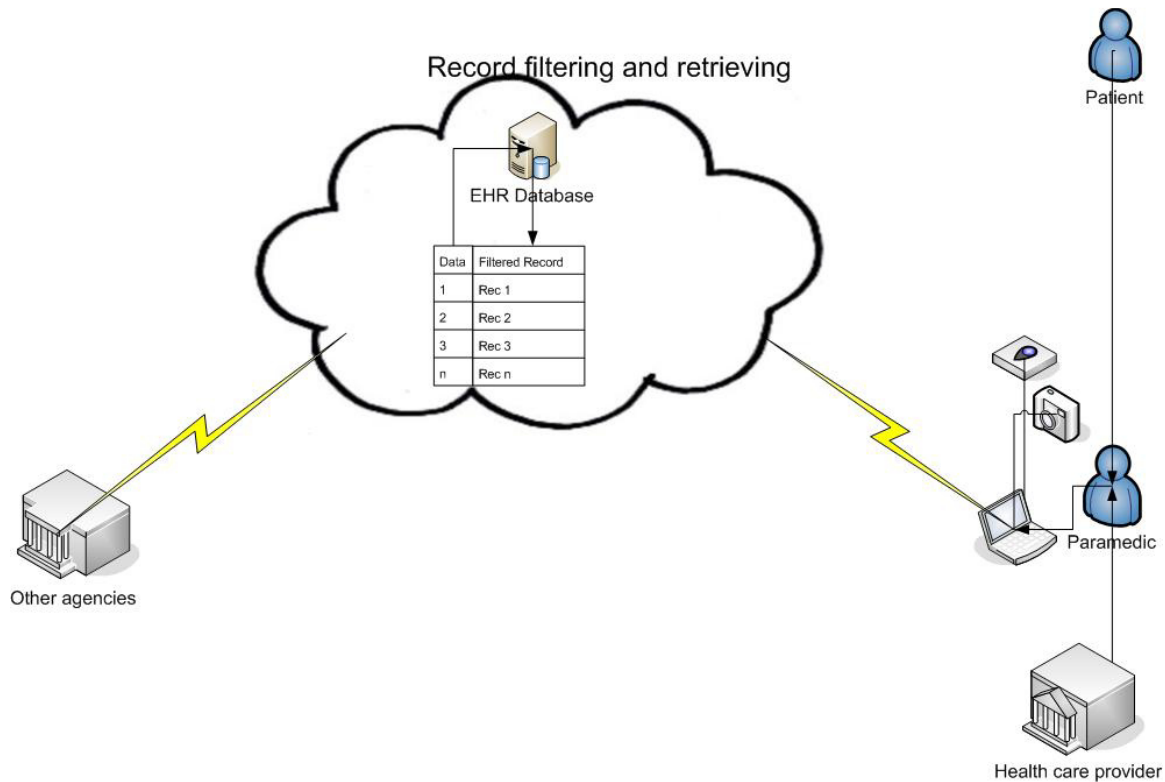 Record filtering and retrieving
Patient
EHR Database
Data Filtered Record
1 Rec 1
2 Rec 2
3 Rec 3
n Rec n
Paramedic
Other agencies
Health care provider